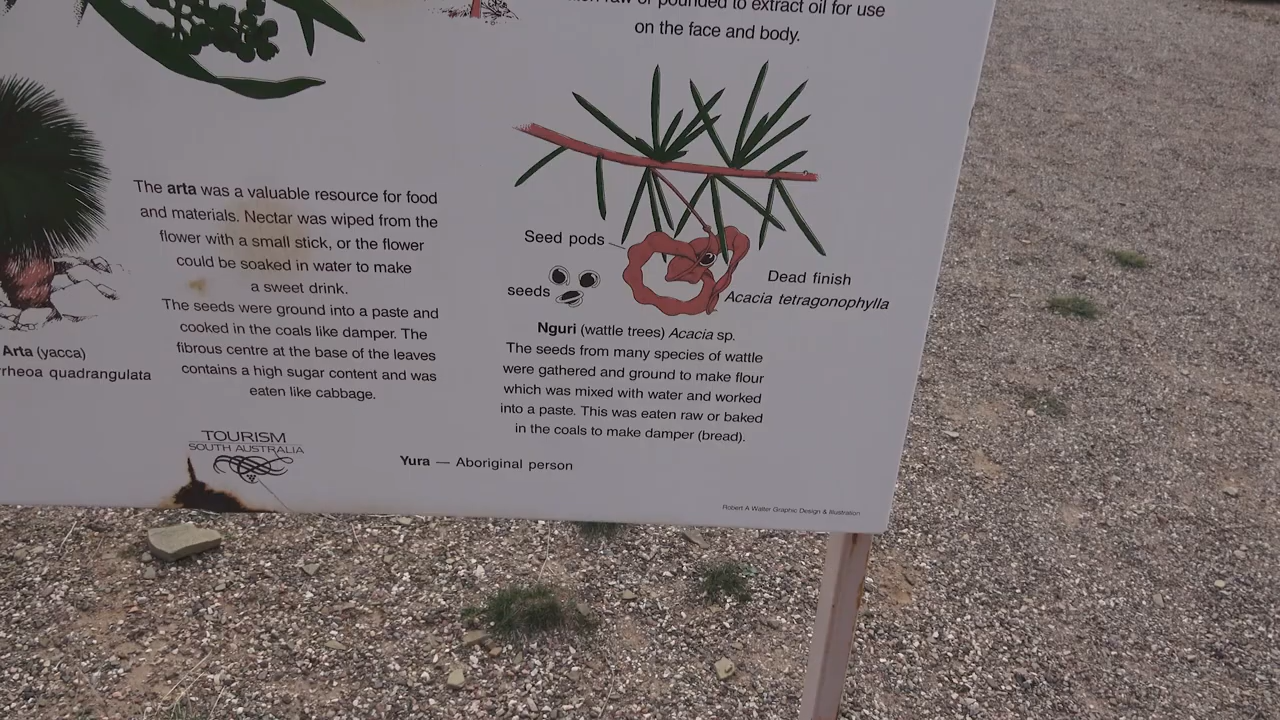 raw or pounded to extract oil for use
on the face and body.
The arta was a valuable resource for food
and materials. Nectar was wiped from the
flower with a small stick, or the flower
could be soaked in water to make
a sweet drink.
The seeds were ground into a paste and
cooked in the coals like damper. The
fibrous centre at the base of the leaves
contains a high sugar content and was
eaten like cabbage.
Arta (yacca)
rrheoa quadrangulata
Seed pods
seeds
Dead finish
Acacia tetragonophylla
Nguri (wattle trees) Acacia sp.
The seeds from many species of wattle
were gathered and ground to make flour
which was mixed with water and worked
into a paste. This was eaten raw or baked
in the coals to make damper (bread).
TOURISM
SOUTH AUSTRALIA
Yura — Aboriginal person
Robert A Walter Graphic Design & Illustration